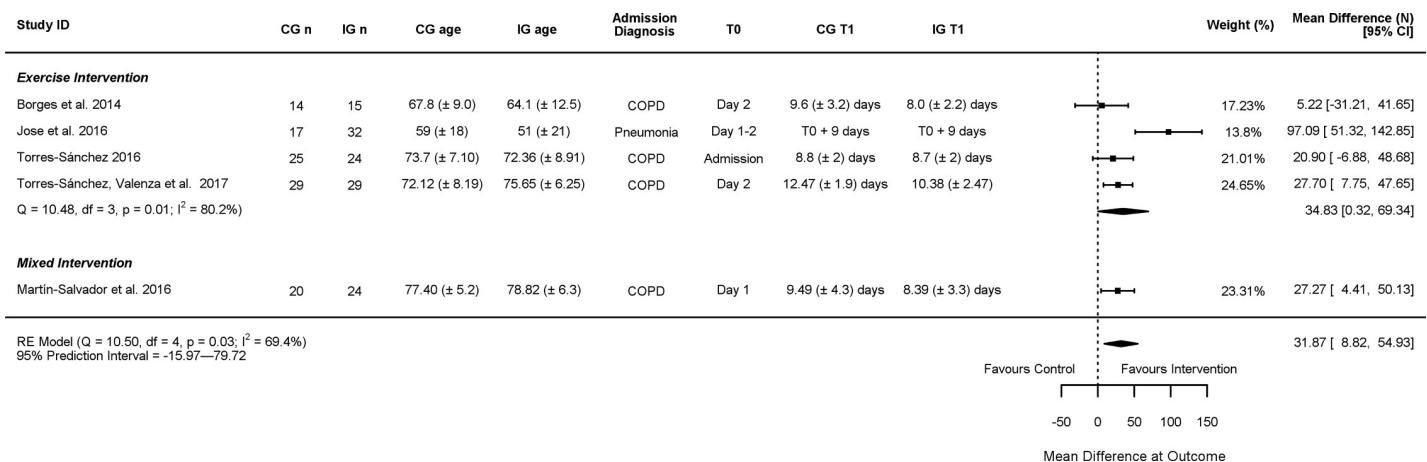 Study ID CG n IG n CG age IG age Admission Diagnosis T0 CG T1 IG T1 Weight (%) Mean Difference (N) [95% CI]
Exercise Intervention
Borges et al. 2014 14 15 67.8 (± 9.0) 64.1 (± 12.5) COPD Day 2 9.6 (± 3.2) days 8.0 (± 2.2) days 17.23% 5.22 [-31.21, 41.65]
Jose et al. 2016 17 32 59 (± 18) 51 (± 21) Pneumonia Day 1-2 T0 + 9 days T0 + 9 days 13.8% 97.09 [ 51.32, 142.85]
Torres-Sánchez 2016 25 24 73.7 (± 7.10) 72.36 (± 8.91) COPD Admission 8.8 (± 2) days 8.7 (± 2) days 21.01% 20.90 [ -6.88, 48.68]
Torres-Sánchez, Valenza et al. 2017 29 29 72.12 (± 8.19) 75.65 (± 6.25) COPD Day 2 12.47 (± 1.9) days 10.38 (± 2.47) 24.65% 27.70 [ 7.75, 47.65]
Q = 10.48, df = 3, p = 0.01; I² = 80.2%) 34.83 [0.32, 69.34]
Mixed Intervention
Martín-Salvador et al. 2016 20 24 77.40 (± 5.2) 78.82 (± 6.3) COPD Day 1 9.49 (± 4.3) days 8.39 (± 3.3) days 23.31% 27.27 [ 4.41, 50.13]
RE Model (Q = 10.50, df = 4, p = 0.03; I² = 69.4%) 31.87 [ 8.82, 54.93]
95% Prediction Interval = -15.97—79.72
Favours Control Favours Intervention
-50 0 50 100 150
Mean Difference at Outcome